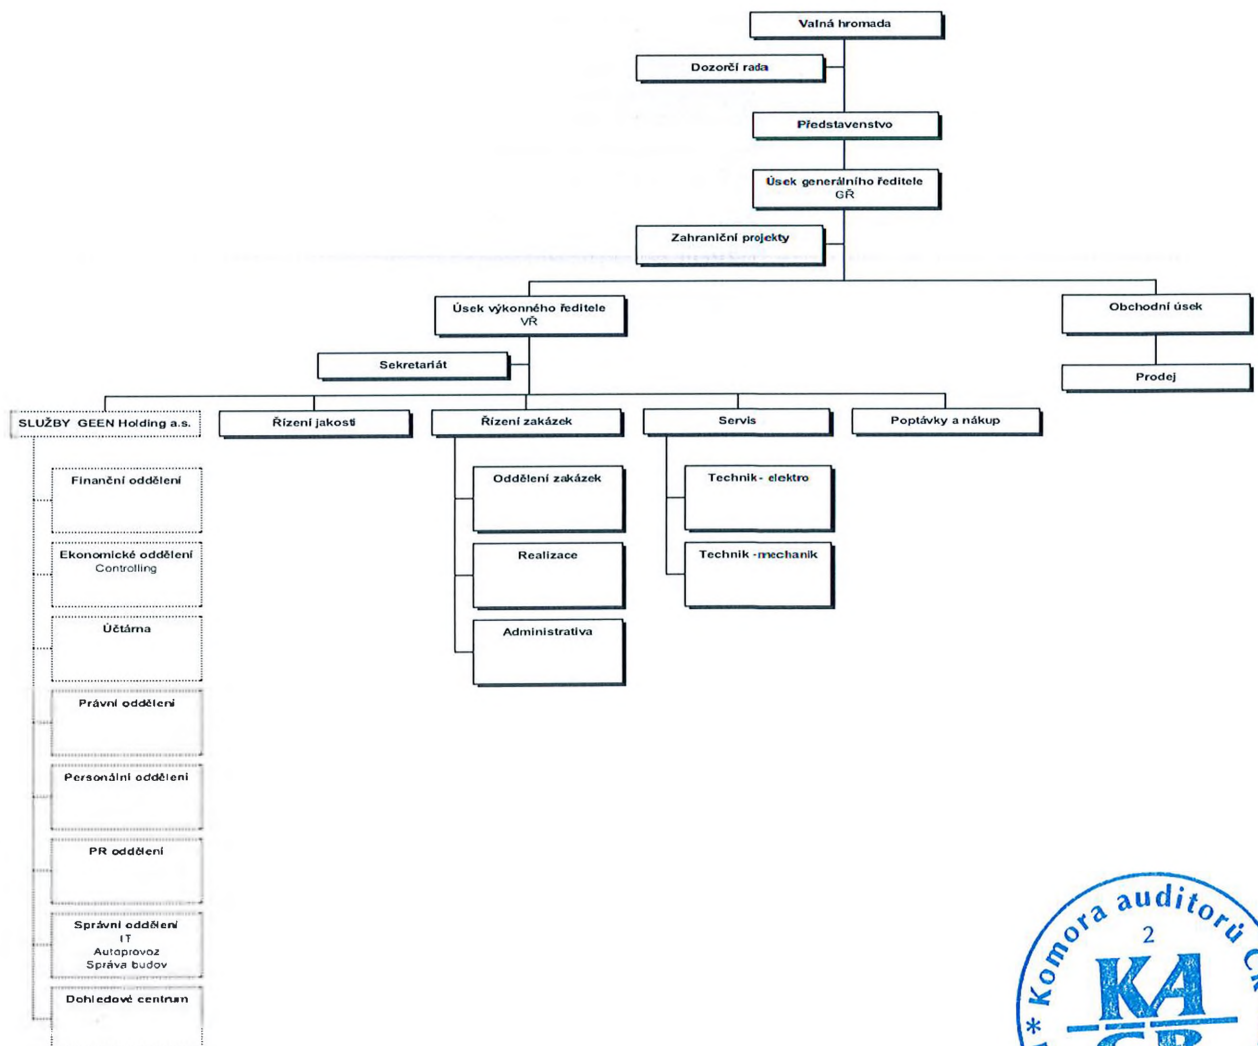 Valná hromada
Dozorčí rada
Představenstvo
Úsek generálního ředitele
GŘ
Zahraniční projekty
Úsek výkonného ředitele
VŘ
Obchodní úsek
Sekretariát
Prodej
SLUŽBY GEEN Holding a.s.
Řízení jakosti
Řízení zakázek
Servis
Poptávky a nákup
Finanční oddělení
Ekonomické oddělení
Controlling
Účtárna
Právní oddělení
Personální oddělení
PR oddělení
Správní oddělení
IT
Autoprovoz
Správa budov
Dohledové centrum
Oddělení zakázek
Realizace
Administrativa
Technik - elektro
Technik -mechanik
* Komora auditorů
2
KA